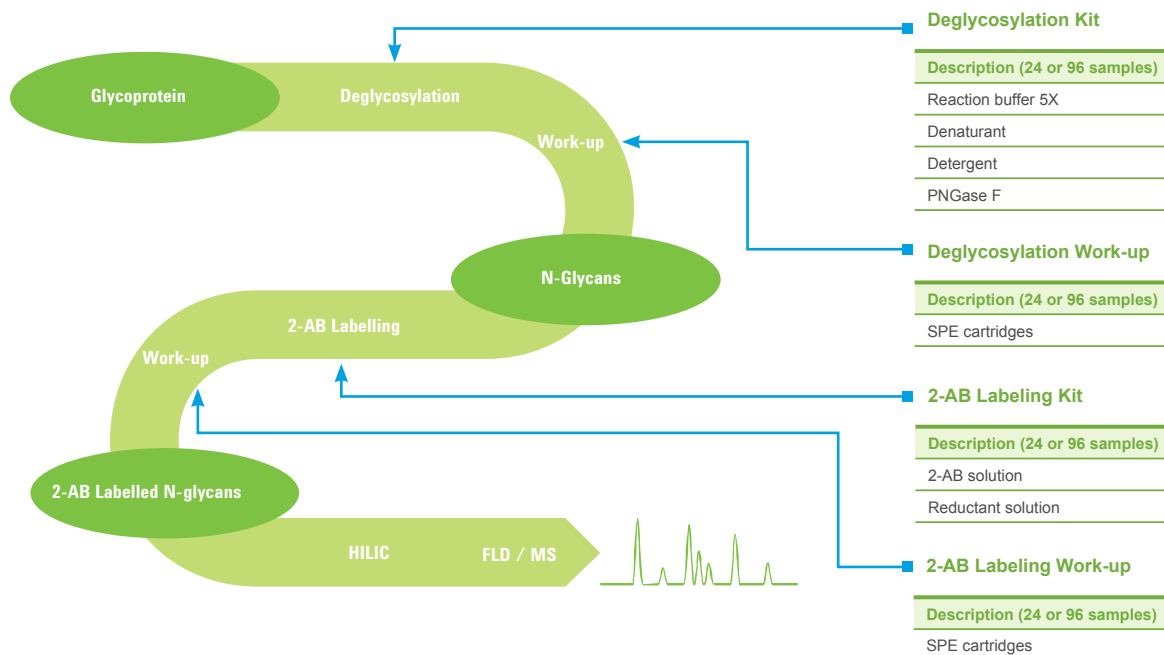 Glycoprotein
Deglycosylation
Work-up
N-Glycans
2-AB Labelling
Work-up
2-AB Labelled N-glycans
HILIC
FLD / MS
Deglycosylation Kit
Description (24 or 96 samples)
Reaction buffer 5X
Denaturant
Detergent
PNGase F
Deglycosylation Work-up
Description (24 or 96 samples)
SPE cartridges
2-AB Labeling Kit
Description (24 or 96 samples)
2-AB solution
Reductant solution
2-AB Labeling Work-up
Description (24 or 96 samples)
SPE cartridges